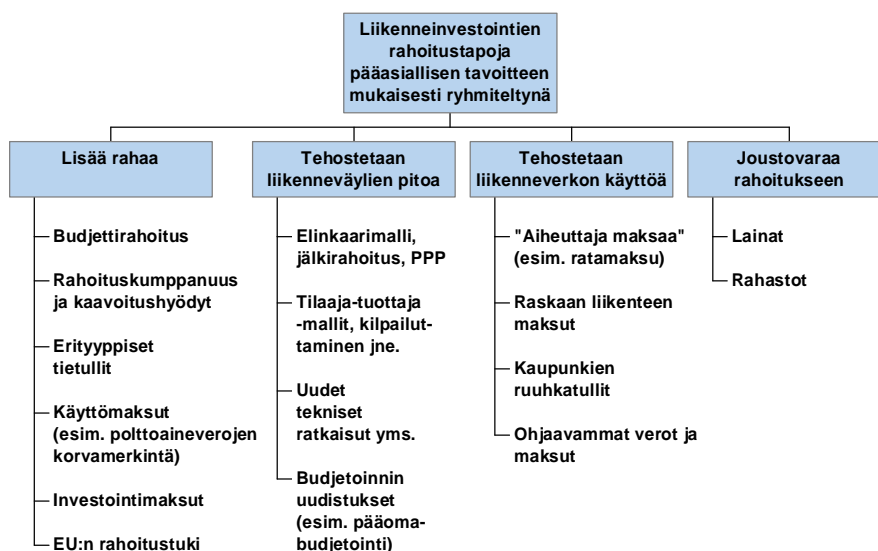 Liikenneinvestointien
rahoitustapoja
pääasiallisen tavoitteen
mukaisesti ryhmiteltynä
Lisää rahaa
Budjettirahoitus
Rahoituskumppanuus
ja kaavoitushyödyt
Erityyppiset
tietullit
Käyttömaksut
(esim. polttoaineverojen
korvamerkintä)
Investointimaksut
EU:n rahoitustuki
Tehostetaan
liikenneväylien pitoa
Elinkaarimalli,
jälkirahoitus, PPP
Tilaaja-tuottaja
-mallit, kilpailut-
taminen jne.
Uudet
tekniset
ratkaisut yms.
Budjetoinnin
uudistukset
(esim. pääoma-
budjetointi)
Tehostetaan
liikenneverkon käyttöä
"Aiheuttaja maksaa"
(esim. ratamaksu)
Raskaan liikenteen
maksut
Kaupunkien
ruuhkatullit
Ohjaavammat verot ja
maksut
Joustovaraa
rahoitukseen
Lainat
Rahastot